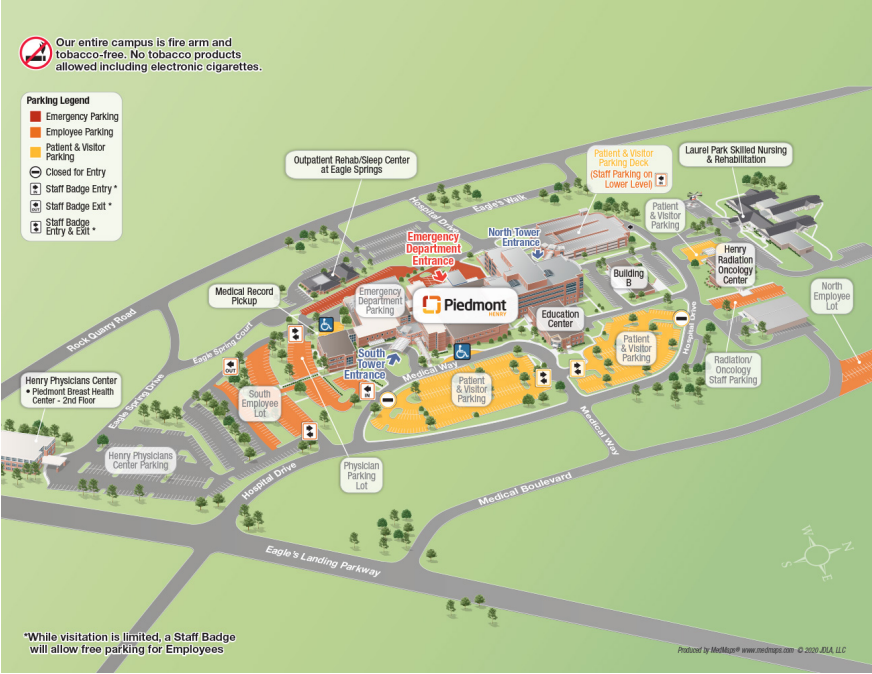 Our entire campus is fire arm and
tobacco-free. No tobacco products
allowed including electronic cigarettes.
Parking Legend
Emergency Parking
Employee Parking
Patient & Visitor
Parking
Closed for Entry
IN
Staff Badge Entry *
OUT
Staff Badge Exit *
Staff Badge
Entry & Exit *
Outpatient Rehab/Sleep Center
at Eagle Springs
Patient & Visitor
Parking Deck
(Staff Parking on
Lower Level)
IN
Laurel Park Skilled Nursing
& Rehabilitation
Hospital Drive
Eagle's Walk
Patient
& Visitor
Parking
Emergency
Department
Entrance
North Tower
Entrance
Henry
Radiation
Oncology
Center
Building
B
North
Employee
Lot
Medical Record
Pickup
Emergency
Department
Parking
Piedmont
HENRY
Education
Center
Rock Quarry Road
Eagle Spring Court
South
Tower
Entrance
Medical Way
Patient
& Visitor
Parking
Hospital Drive
Radiation/
Oncology
Staff Parking
Henry Physicians Center
• Piedmont Breast Health
Center - 2nd Floor
Eagle Spring Drive
OUT
South
Employee
Lot
IN
Patient
& Visitor
Parking
Medical Way
Henry Physicians
Center Parking
Hospital Drive
Physician
Parking
Lot
Medical Boulevard
Eagle's Landing Parkway
W
N
S
E
*While visitation is limited, a Staff Badge
will allow free parking for Employees
Produced by MedMaps® www.medmaps.com © 2020 JDLA, LLC